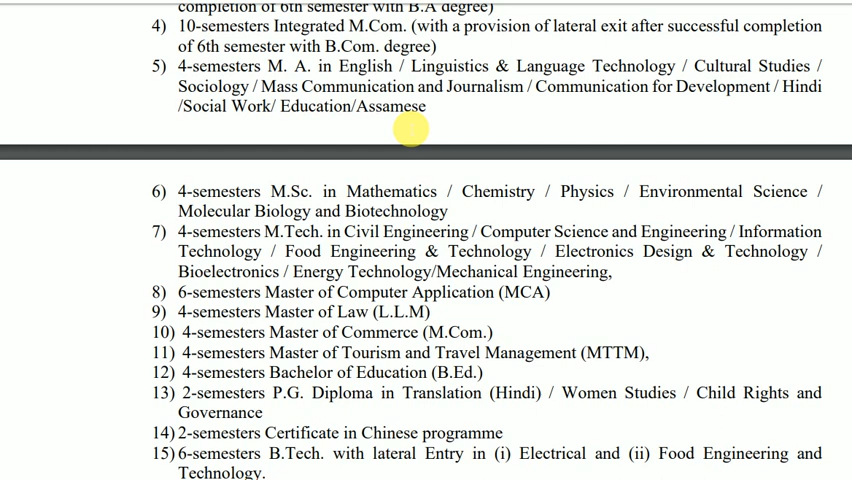 completion of 6th semester with B.A degree)
4) 10-semesters Integrated M.Com. (with a provision of lateral exit after successful completion
of 6th semester with B.Com. degree)
5) 4-semesters M. A. in English / Linguistics & Language Technology / Cultural Studies /
Sociology / Mass Communication and Journalism / Communication for Development / Hindi
/Social Work/ Education/Assamese
6) 4-semesters M.Sc. in Mathematics / Chemistry / Physics / Environmental Science /
Molecular Biology and Biotechnology
7) 4-semesters M.Tech. in Civil Engineering / Computer Science and Engineering / Information
Technology / Food Engineering & Technology / Electronics Design & Technology /
Bioelectronics / Energy Technology/Mechanical Engineering,
8) 6-semesters Master of Computer Application (MCA)
9) 4-semesters Master of Law (L.L.M)
10) 4-semesters Master of Commerce (M.Com.)
11) 4-semesters Master of Tourism and Travel Management (MTTM),
12) 4-semesters Bachelor of Education (B.Ed.)
13) 2-semesters P.G. Diploma in Translation (Hindi) / Women Studies / Child Rights and
Governance
14) 2-semesters Certificate in Chinese programme
15) 6-semesters B.Tech. with lateral Entry in (i) Electrical and (ii) Food Engineering and
Technology.